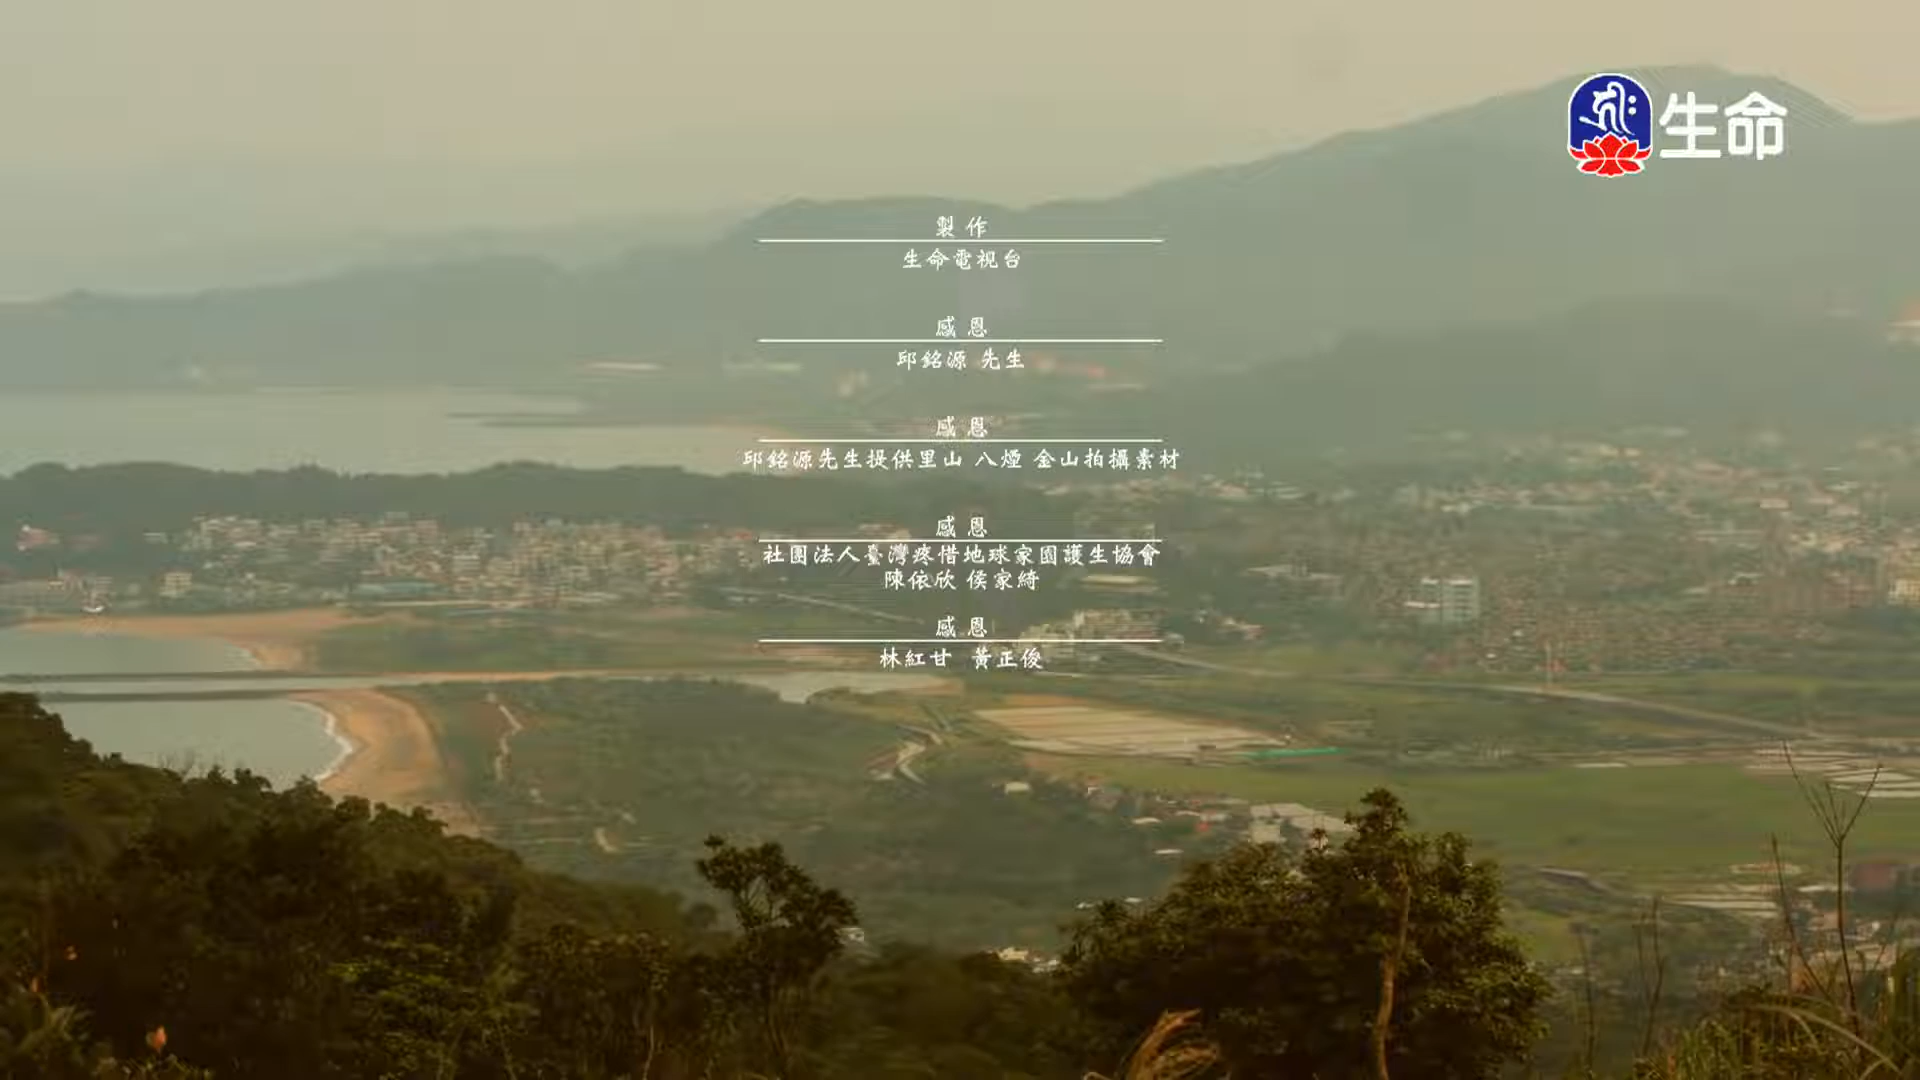 生命
製作
生命電視台
感恩
邱銘源 先生
感恩
邱銘源先生提供里山 八煙 金山拍攝素材
感恩
社團法人臺灣疼惜地球家園護生協會
陳依欣 侯家綺
感恩
林紅甘 黃正俊